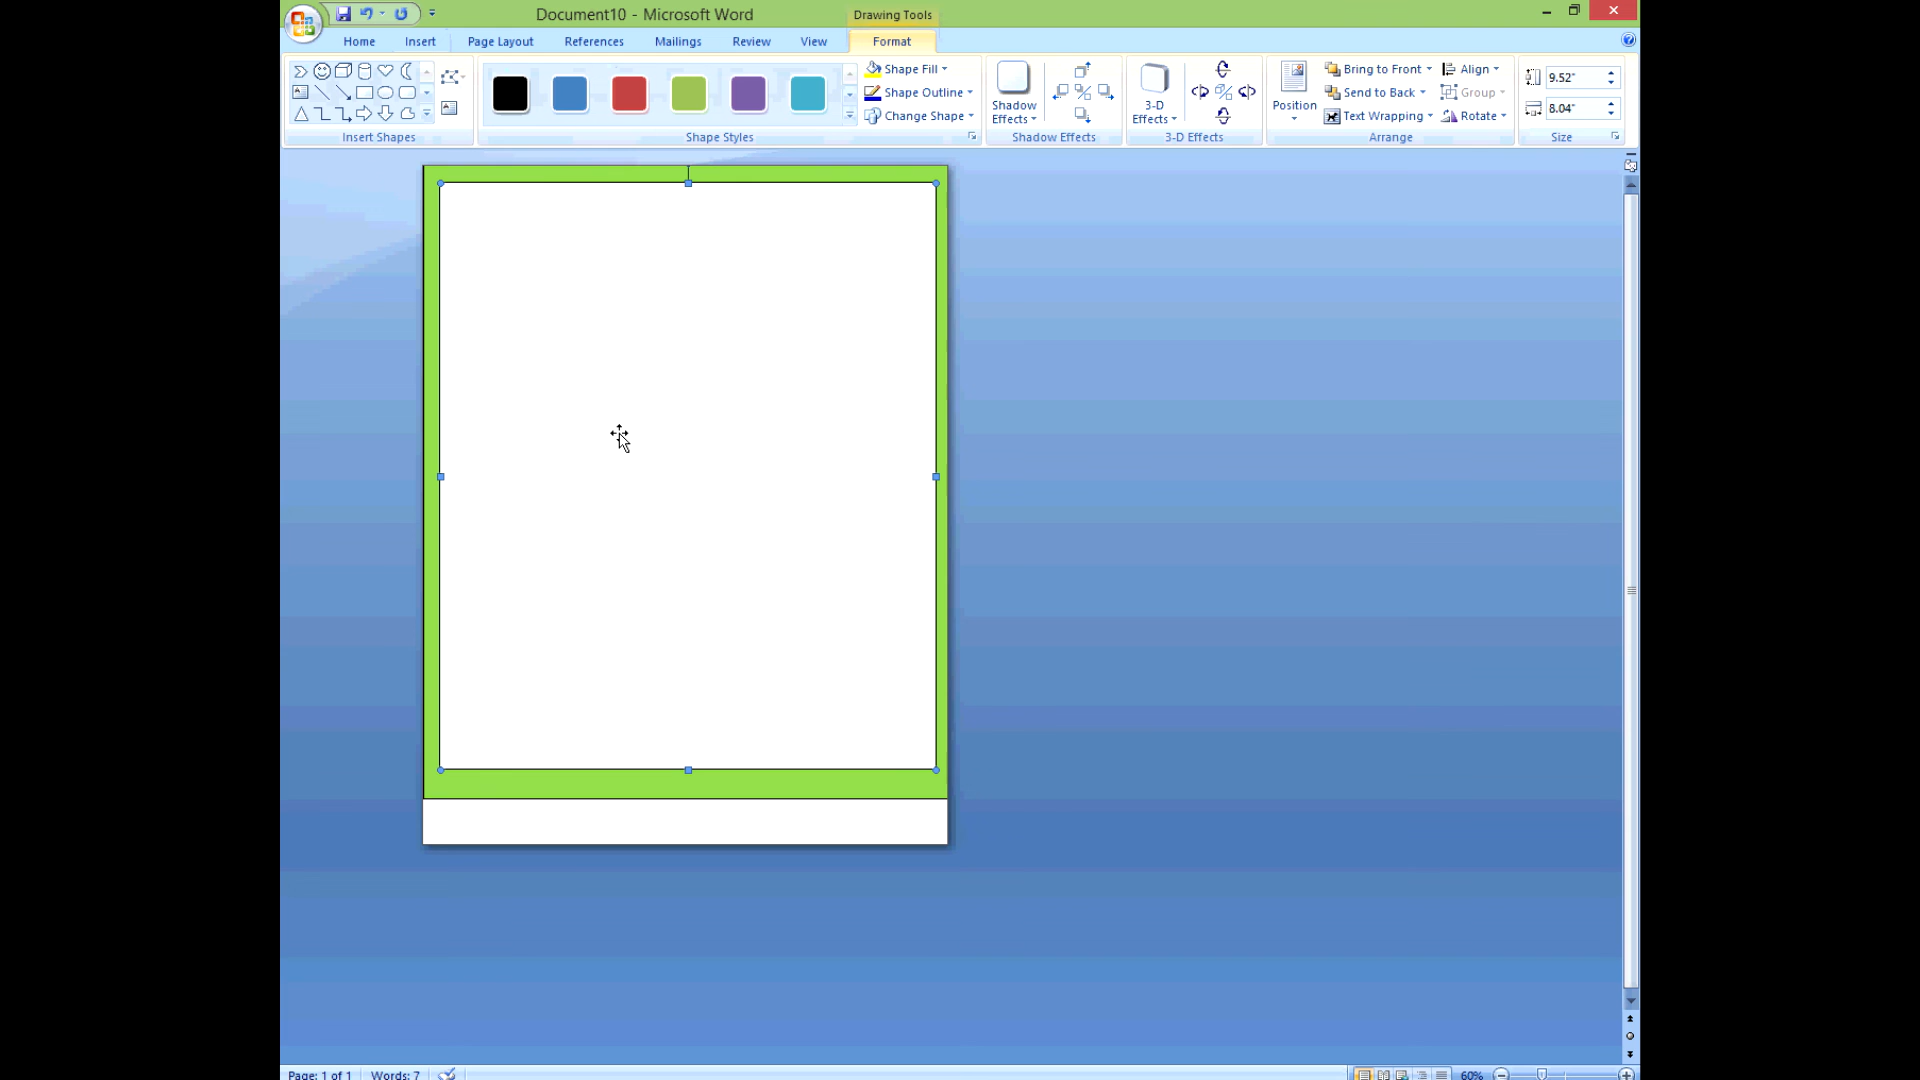 Document10 - Microsoft Word
Drawing Tools
Home Insert Page Layout References Mailings Review View Format
Shape Fill
Shape Outline
Change Shape
Shadow Effects
3-D Effects
Position
Bring to Front
Send to Back
Text Wrapping
Align
Group
Rotate
9.52"
8.04"
Insert Shapes
Shape Styles
Shadow Effects
3-D Effects
Arrange
Size
Page: 1 of 1 Words: 7
60%